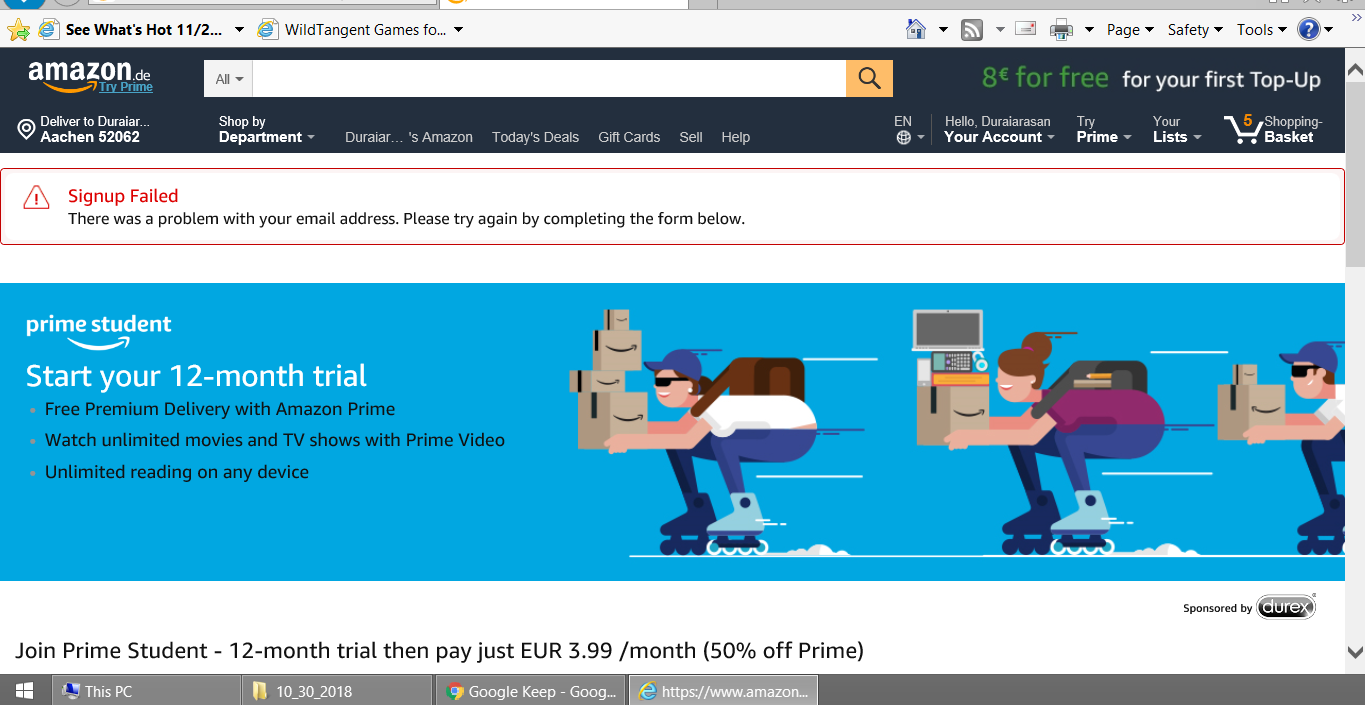 See What's Hot 11/2... WildTangent Games fo... Page Safety Tools
amazon.de
Try Prime
All
8€ for free for your first Top-Up
Deliver to Duraiar...
Aachen 52062
Shop by
Department
Duraiar... 's Amazon Today's Deals Gift Cards Sell Help
EN
Hello, Duraiarasan
Your Account
Try
Prime
Your
Lists
5
Shopping-
Basket
Signup Failed
There was a problem with your email address. Please try again by completing the form below.
prime student
Start your 12-month trial
Free Premium Delivery with Amazon Prime
Watch unlimited movies and TV shows with Prime Video
Unlimited reading on any device
Sponsored by durex®
Join Prime Student - 12-month trial then pay just EUR 3.99 /month (50% off Prime)
This PC 10_30_2018 Google Keep - Goog... https://www.amazon...